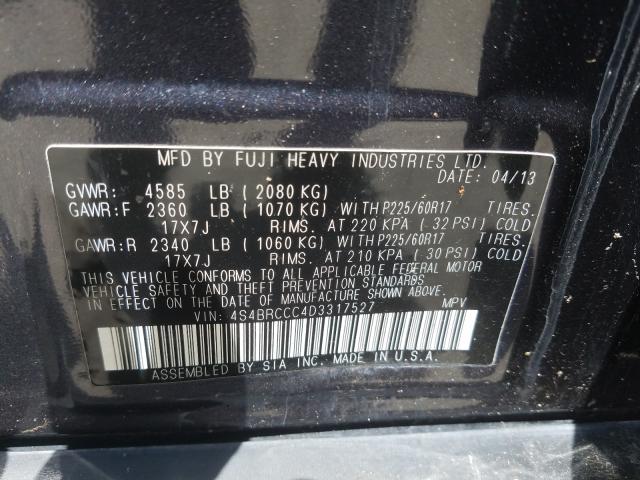 MFD BY FUJI HEAVY INDUSTRIES LTD.
DATE: 04/13
GVWR: 4585 LB (2080 KG)
GAWR:F 2360 LB (1070 KG) WITH P225/60R17 TIRES.
17X7J RIMS. AT 220 KPA (32 PSI) COLD
GAWR:R 2340 LB (1060 KG) WITH P225/60R17 TIRES.
17X7J RIMS. AT 210 KPA (30 PSI) COLD
THIS VEHICLE CONFORMS TO ALL APPLICABLE FEDERAL MOTOR
VEHICLE SAFETY AND THEFT PREVENTION STANDARDS
IN EFFECT ON THE DATE OF MANUFACTURE SHOWN ABOVE.
VIN: 4S4BRCCC4D3317527 MPV
ASSEMBLED BY SIA INC. MADE IN U.S.A.